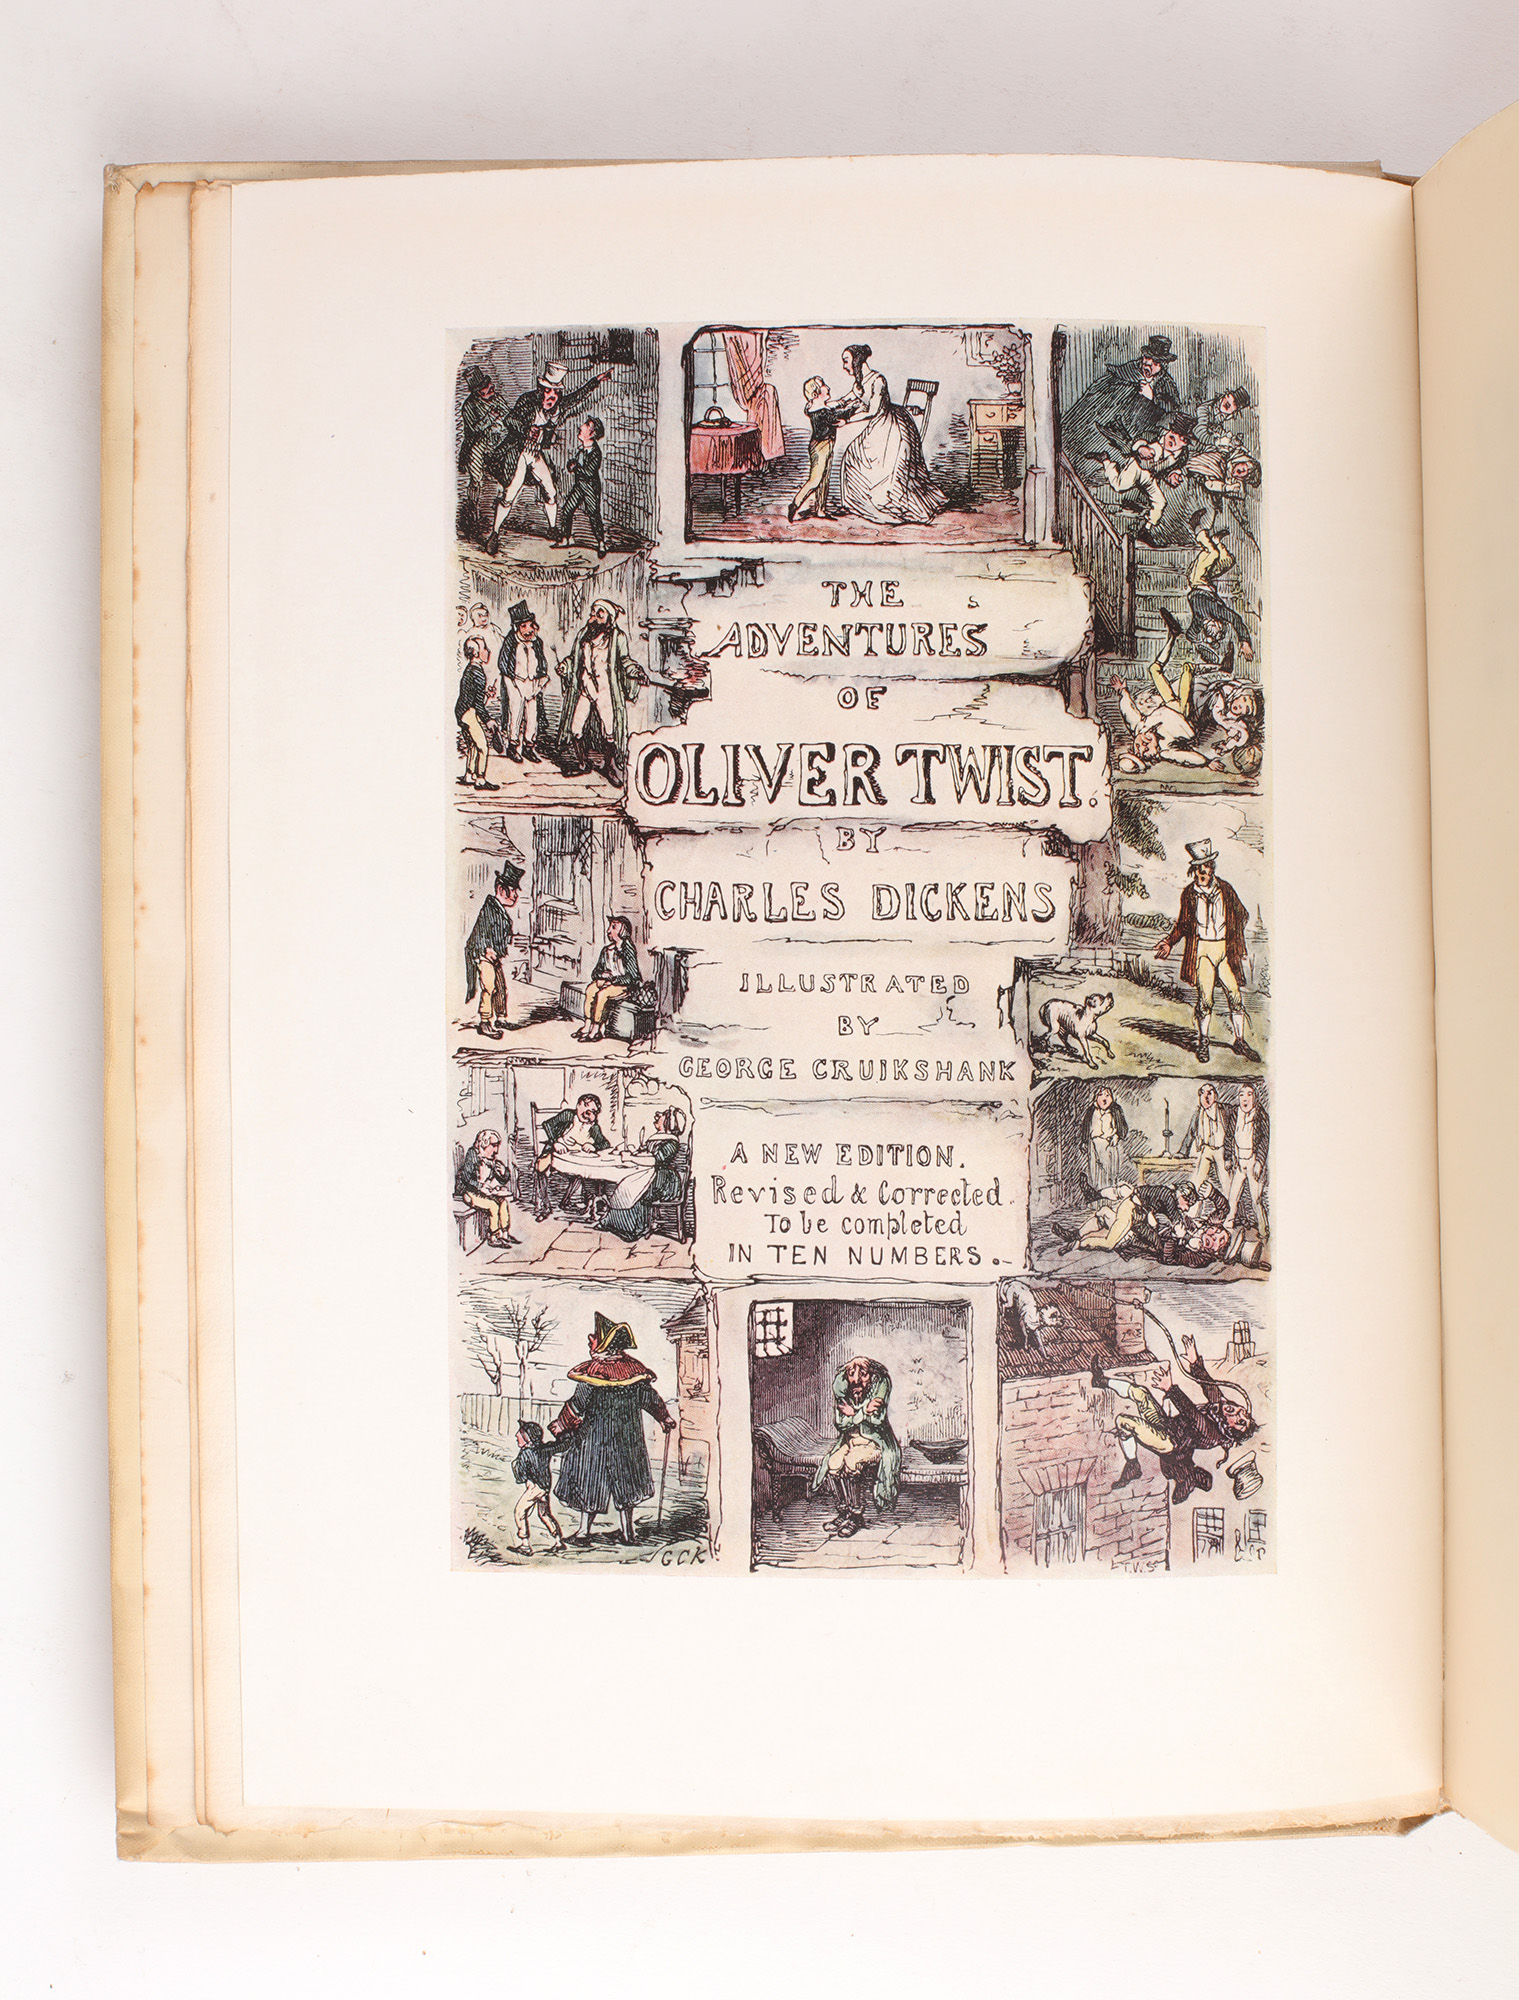 THE
ADVENTURES
OF
OLIVER TWIST.
BY
CHARLES DICKENS
ILLUSTRATED
BY
GEORGE CRUIKSHANK
A NEW EDITION.
Revised & Corrected.
To be completed
IN TEN NUMBERS.
GCK